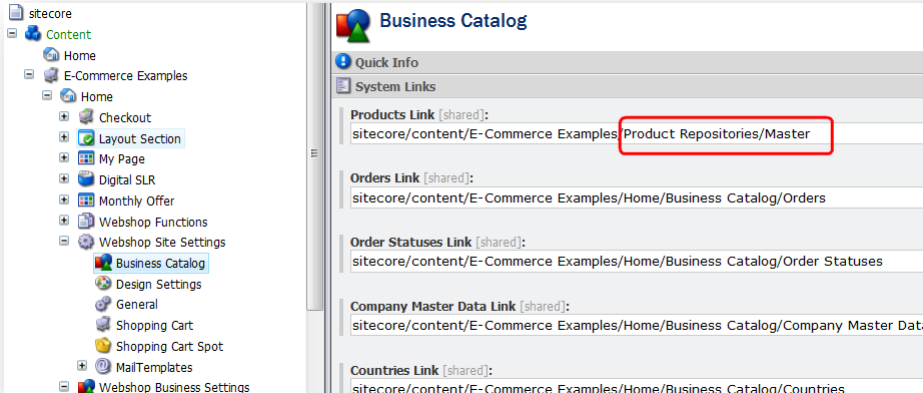 sitecore
Content
Home
E-Commerce Examples
Home
Checkout
Layout Section
My Page
Digital SLR
Monthly Offer
Webshop Functions
Webshop Site Settings
Business Catalog
Design Settings
General
Shopping Cart
Shopping Cart Spot
MailTemplates
Webshop Business Settings
Business Catalog
Quick Info
System Links
Products Link [shared]:
sitecore/content/E-Commerce Examples/Product Repositories/Master
Orders Link [shared]:
sitecore/content/E-Commerce Examples/Home/Business Catalog/Orders
Order Statuses Link [shared]:
sitecore/content/E-Commerce Examples/Home/Business Catalog/Order Statuses
Company Master Data Link [shared]:
sitecore/content/E-Commerce Examples/Home/Business Catalog/Company Master Data
Countries Link [shared]:
sitecore/content/E-Commerce Examples/Home/Business Catalog/Countries